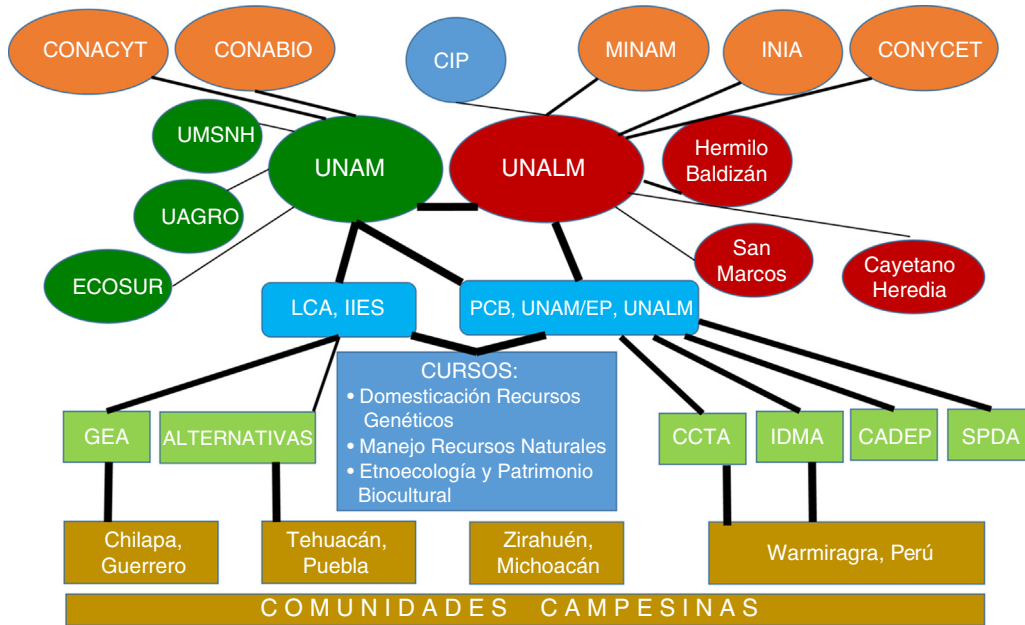 CONACYT
CONABIO
CIP
MINAM
INIA
CONYCET
UMSNH
UNAM
UNALM
Hermilo
Baldizán
UAGRO
ECOSUR
San
Marcos
Cayetano
Heredia
LCA, IIES
PCB, UNAM/EP, UNALM
CURSOS:
• Domesticación Recursos
Genéticos
• Manejo Recursos Naturales
• Etnoecología y Patrimonio
Biocultural
GEA
ALTERNATIVAS
CCTA
IDMA
CADEP
SPDA
Chilapa,
Guerrero
Tehuacán,
Puebla
Zirahuén,
Michoacán
Warmiragra, Perú
COMUNIDADES CAMPESINAS